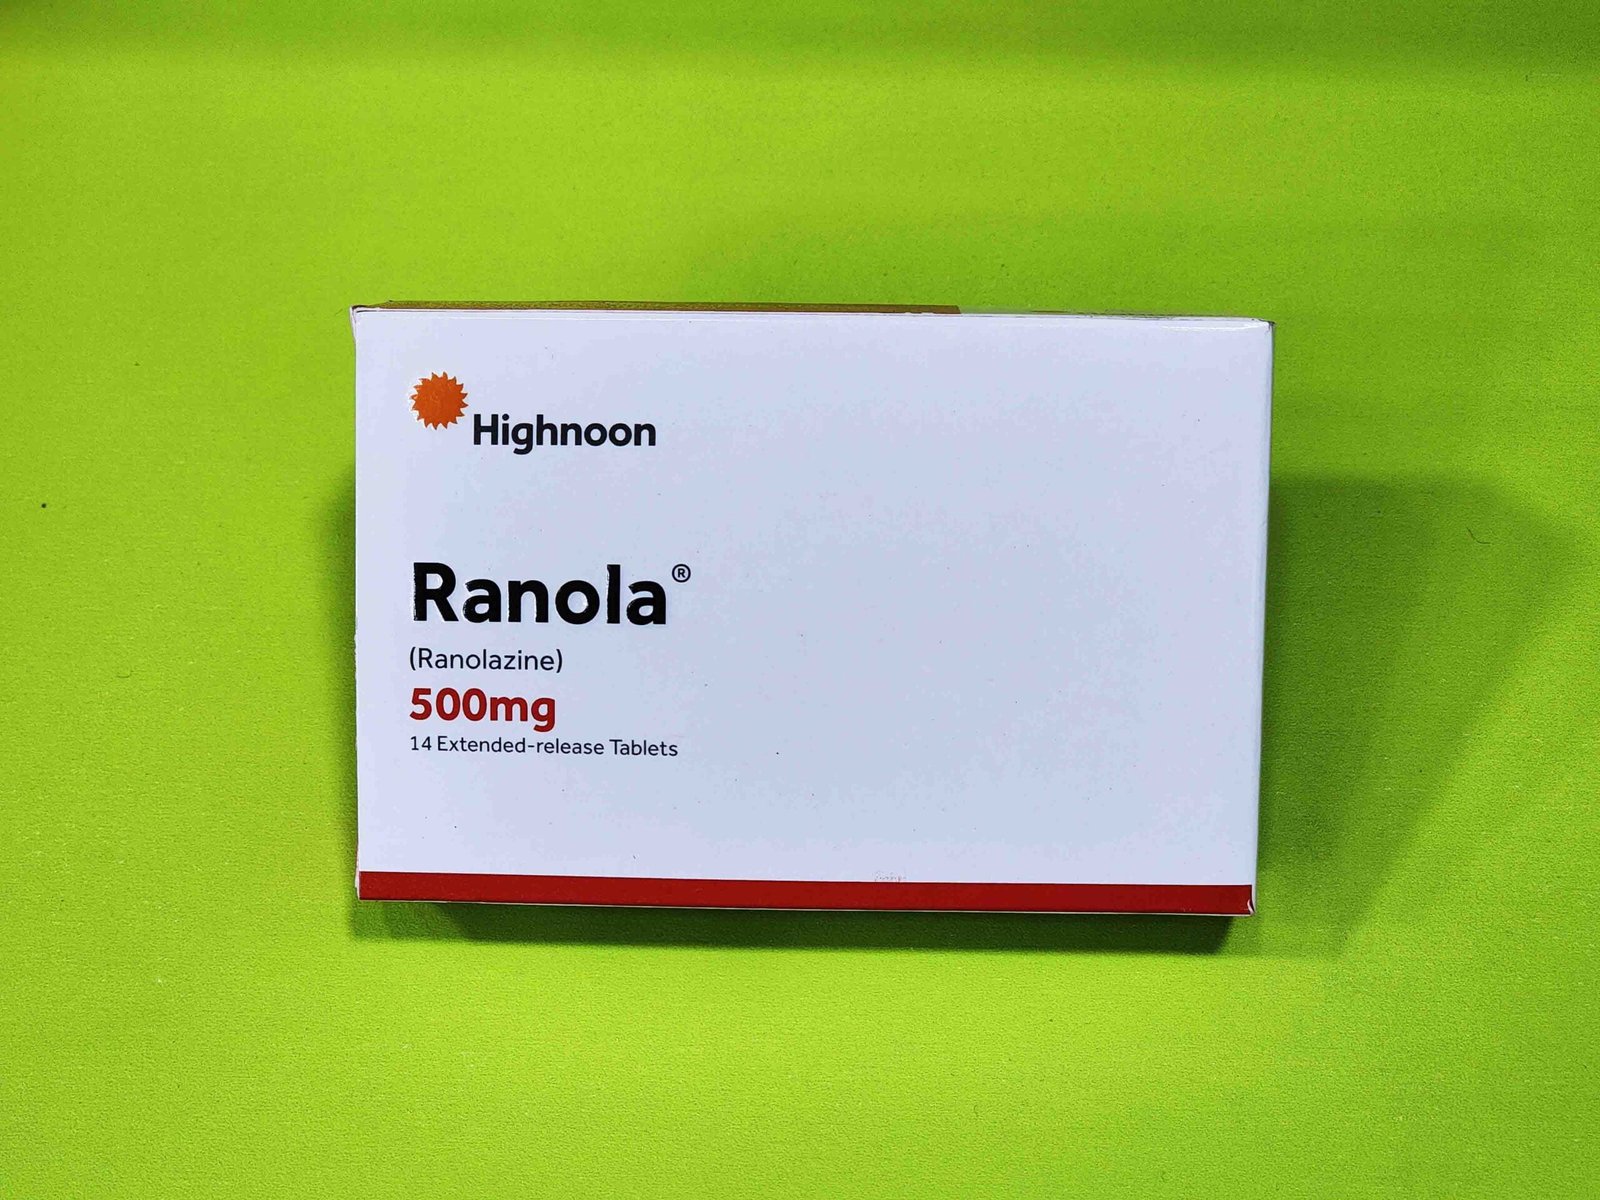 Highnoon
Ranola®
(Ranolazine)
500mg
14 Extended-release Tablets